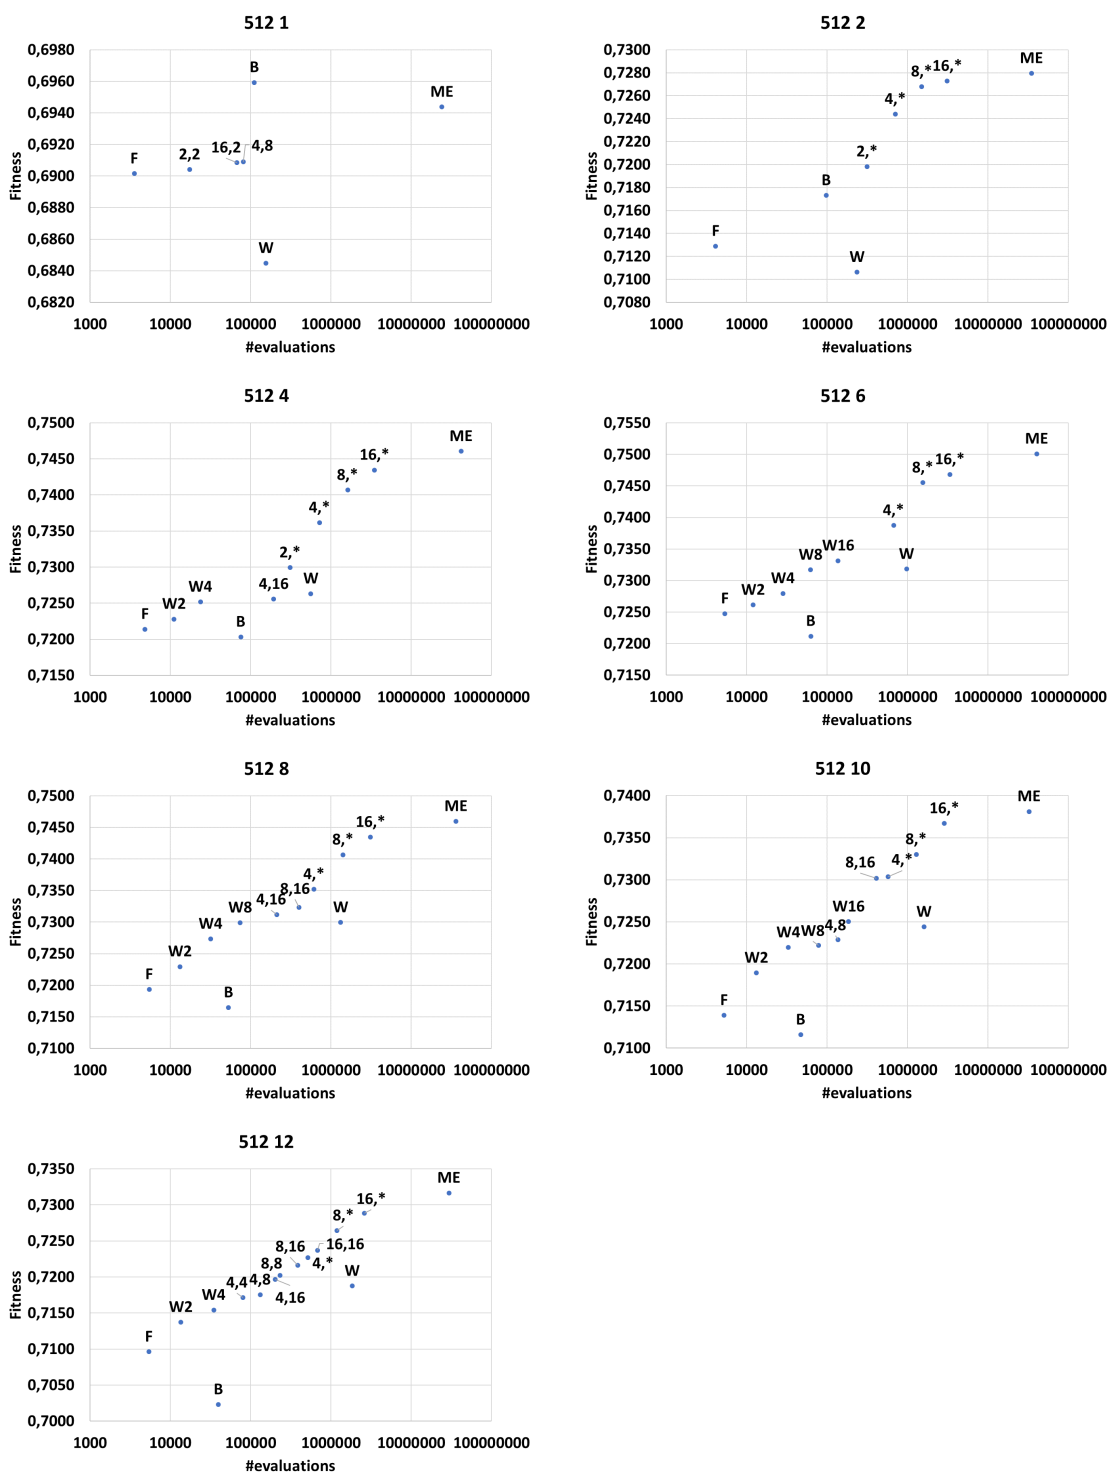 512 1
0,6980
0,6960
0,6940
0,6920
0,6900
0,6880
0,6860
0,6840
0,6820
Fitness
F
2,2
16,2
4,8
B
W
ME
1000 10000 100000 1000000 10000000 100000000
#evaluations
512 2
0,7300
0,7280
0,7260
0,7240
0,7220
0,7200
0,7180
0,7160
0,7140
0,7120
0,7100
0,7080
Fitness
F
B
W
2,*
4,*
8,*
16,*
ME
1000 10000 100000 1000000 10000000 100000000
#evaluations
512 4
0,7500
0,7450
0,7400
0,7350
0,7300
0,7250
0,7200
0,7150
Fitness
F
W2
W4
B
4,16
2,*
W
4,*
8,*
16,*
ME
1000 10000 100000 1000000 10000000 100000000
#evaluations
512 6
0,7550
0,7500
0,7450
0,7400
0,7350
0,7300
0,7250
0,7200
0,7150
Fitness
F
W2
W4
W8
B
W16
4,*
W
8,*
16,*
ME
1000 10000 100000 1000000 10000000 100000000
#evaluations
512 8
0,7500
0,7450
0,7400
0,7350
0,7300
0,7250
0,7200
0,7150
0,7100
Fitness
F
W2
W4
B
W8
4,16
8,16
4,*
W
8,*
16,*
ME
1000 10000 100000 1000000 10000000 100000000
#evaluations
512 10
0,7400
0,7350
0,7300
0,7250
0,7200
0,7150
0,7100
Fitness
F
W2
W4
B
W8
4,8
W16
8,16
4,*
8,*
W
16,*
ME
1000 10000 100000 1000000 10000000 100000000
#evaluations
512 12
0,7350
0,7300
0,7250
0,7200
0,7150
0,7100
0,7050
0,7000
Fitness
F
W2
W4
B
4,4
4,8
4,16
8,8
8,16
4,*
16,16
8,*
W
16,*
ME
1000 10000 100000 1000000 10000000 100000000
#evaluations